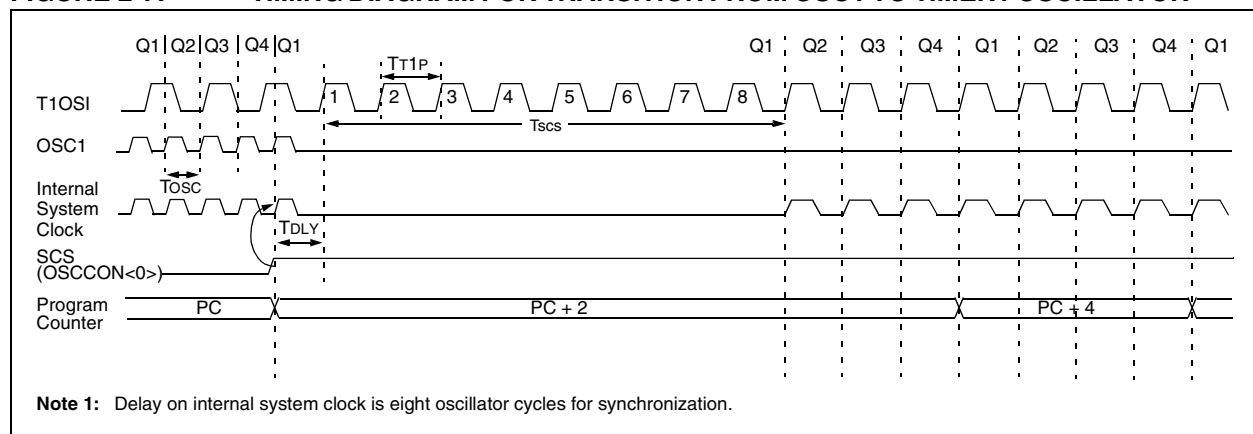 Q1 Q2 Q3 Q4 Q1 Q1 Q2 Q3 Q4 Q1 Q2 Q3 Q4 Q1
TT1P
T1OSI 1 2 3 4 5 6 7 8
TSCS
OSC1
TOSC
Internal
System
Clock
TDLY
SCS
(OSCCON<0>)
Program
Counter
PC PC + 2 PC + 4
Note 1: Delay on internal system clock is eight oscillator cycles for synchronization.